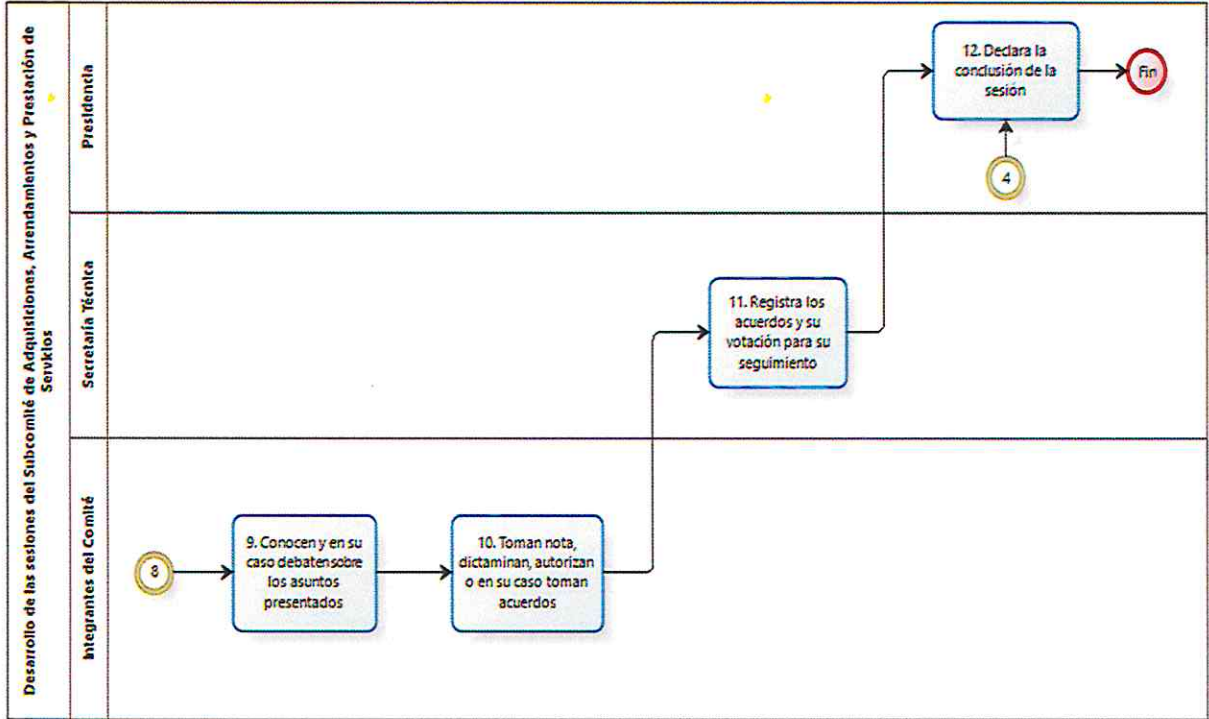 Desarrollo de las sesiones del Subcomité de Adquisiciones, Arrendamientos y Prestación de
Servicios
Presidencia
12. Declara la
conclusión de la
sesión
Fin
4
Secretaría Técnica
11. Registra los
acuerdos y su
votación para su
seguimiento
Integrantes del Comité
8
9. Conocen y en su
caso debaten sobre
los asuntos
presentados
10. Toman nota,
dictaminan, autorizan
o en su caso toman
acuerdos